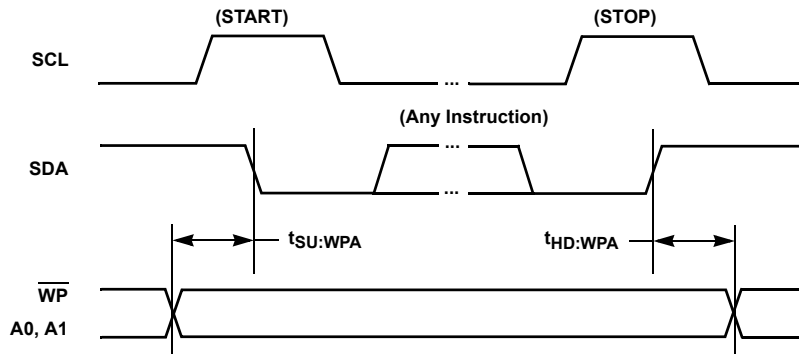 (START)
(STOP)
SCL
...
(Any Instruction)
SDA
...
...
tSU:WPA
tHD:WPA
WP
A0, A1